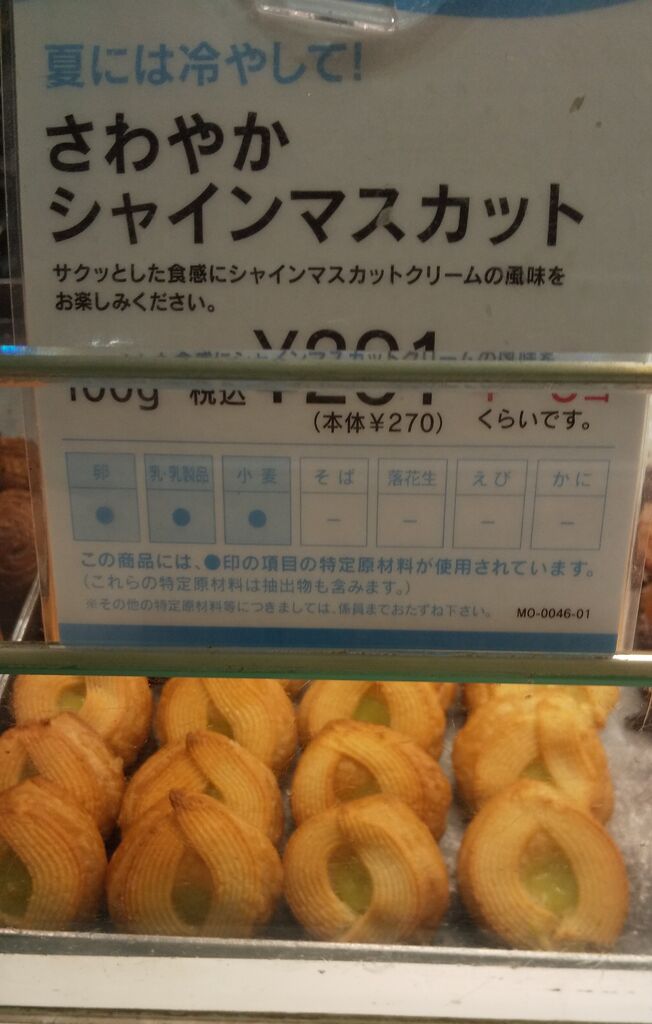 夏には冷やして!
さわやか
シャインマスカット
サクッとした食感にシャインマスカットクリームの風味を
お楽しみください。
100g 税込 ¥291
(本体¥270)
くらいです。
卵 乳・乳製品 小麦 そば 落花生 えび かに
● ● ● – – – –
この商品には、●印の項目の特定原材料が使用されています。
(これらの特定原材料は抽出物も含みます。)
※その他の特定原材料等につきましては、係員までおたずね下さい。
MO-0046-01